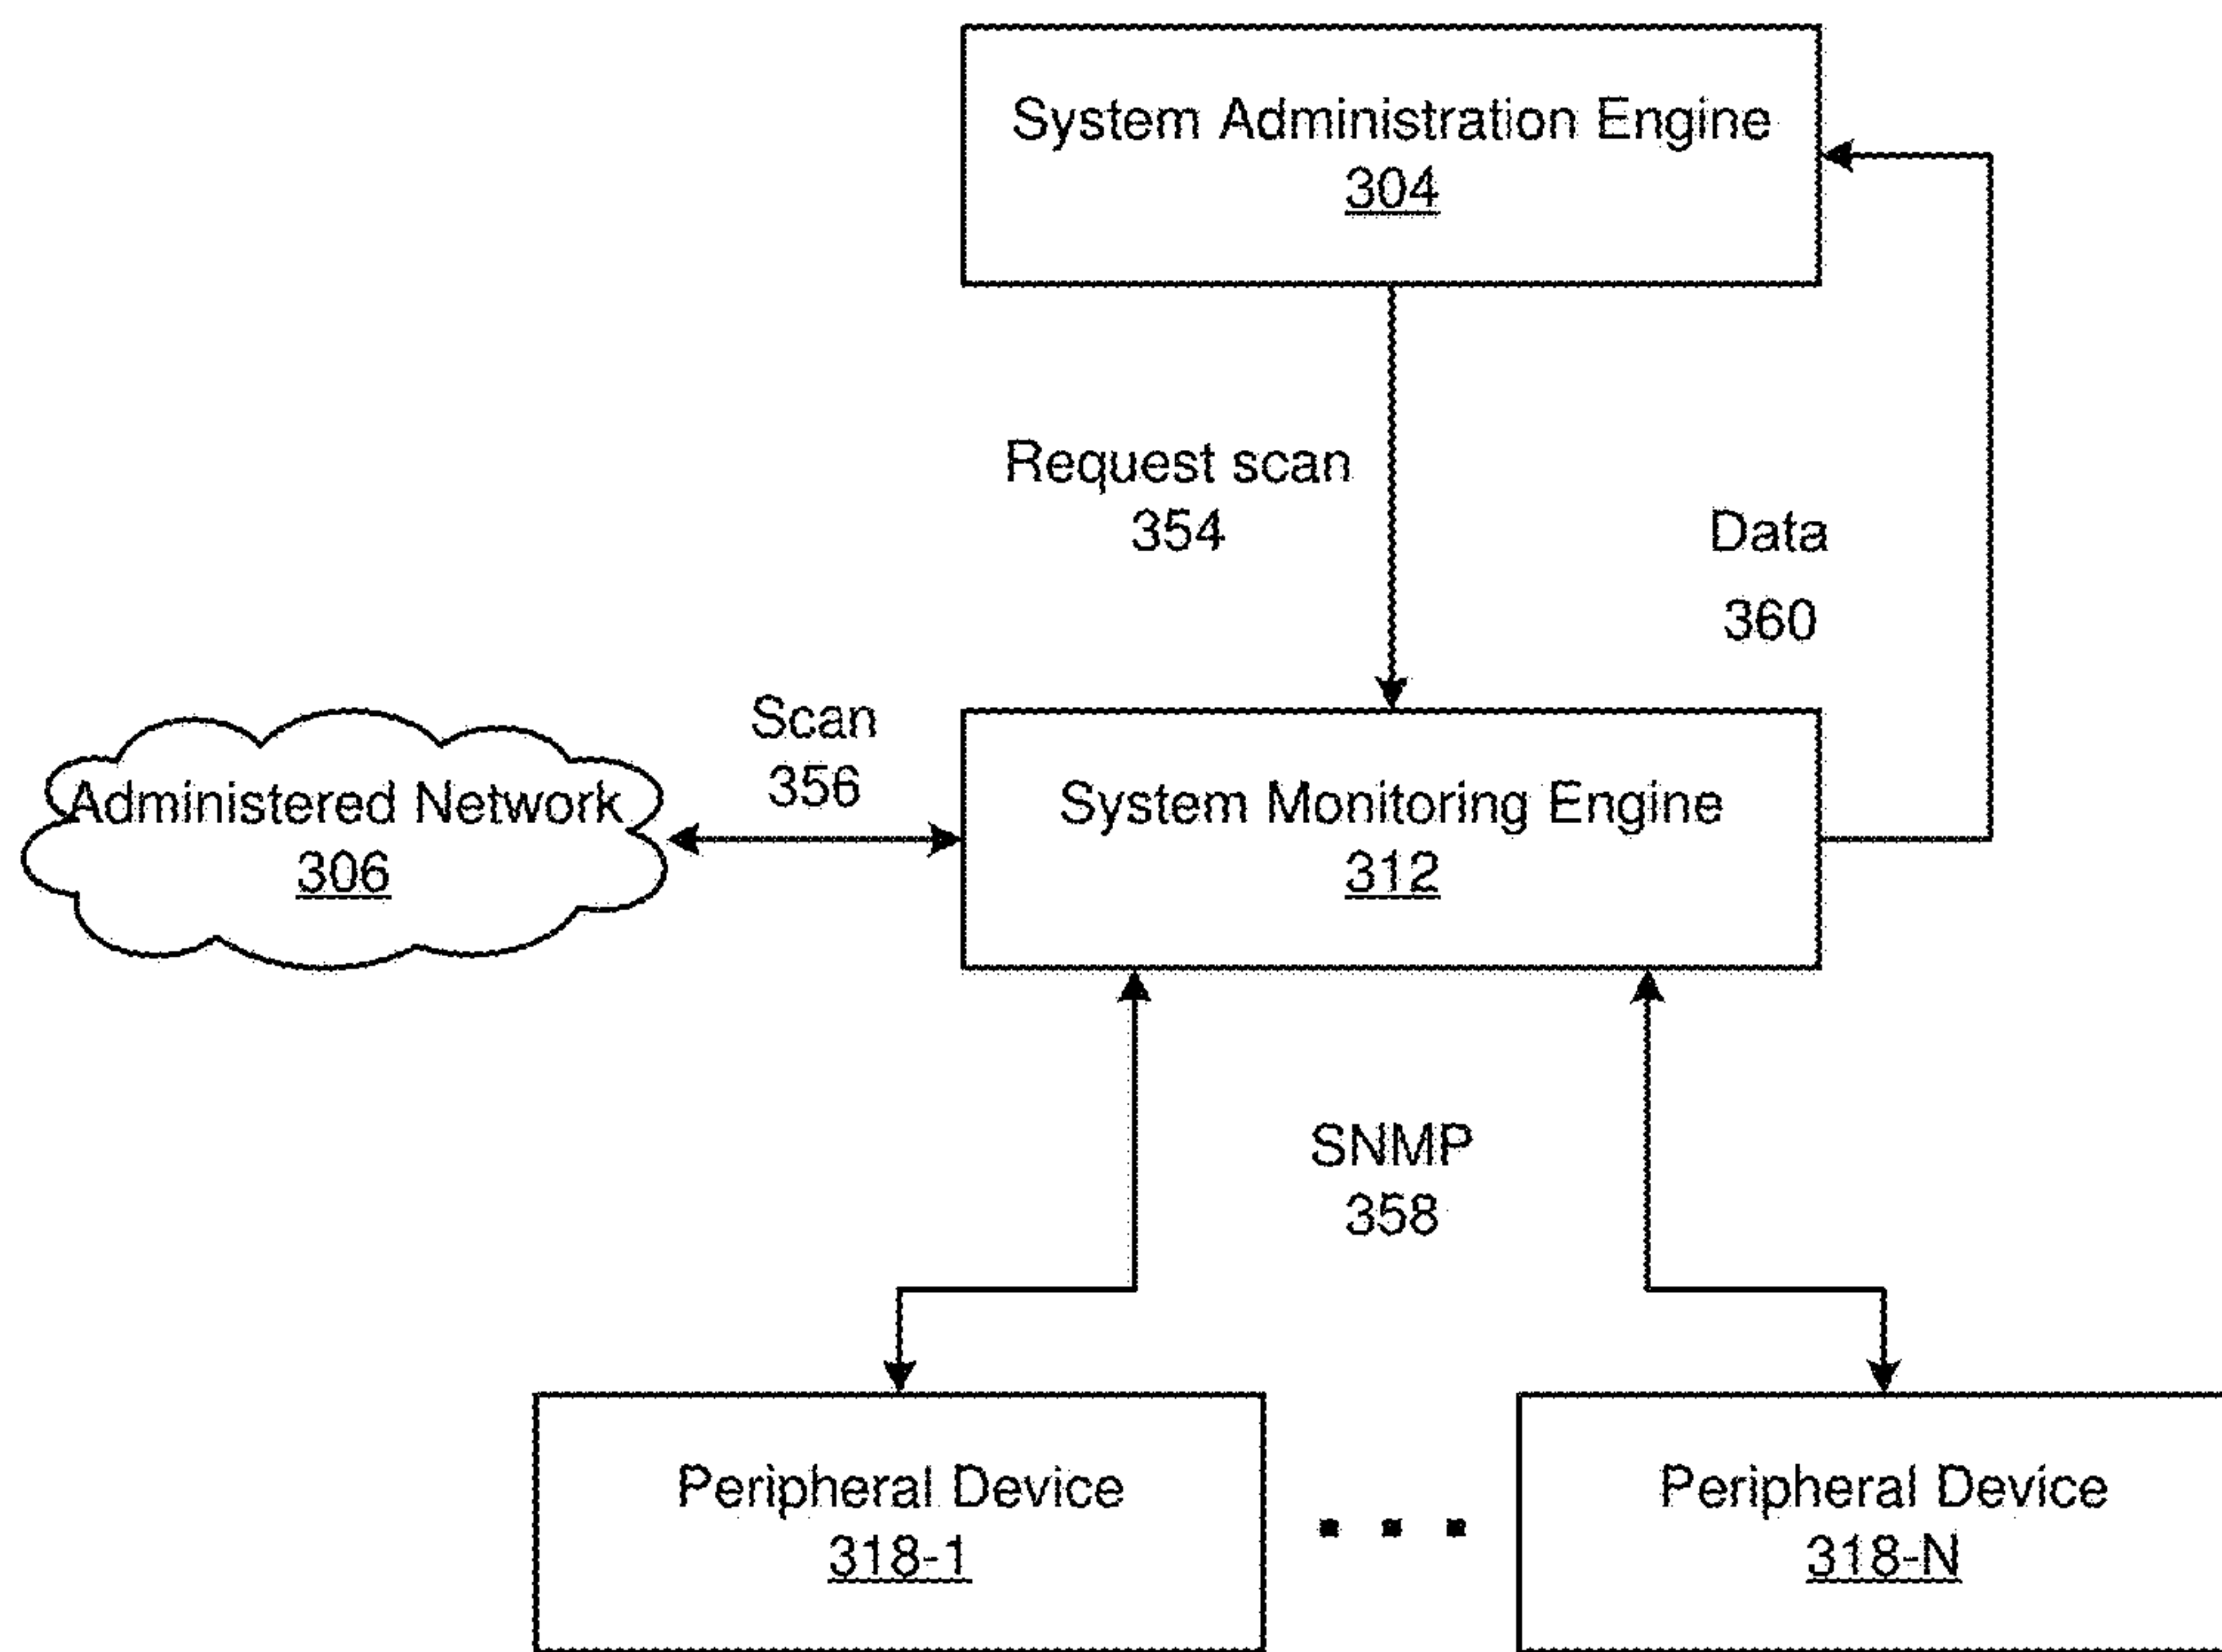 System Administration Engine
304
Request scan
354
Data
360
Scan
356
Administered Network
306
System Monitoring Engine
312
SNMP
358
Peripheral Device
318-1
Peripheral Device
318-N